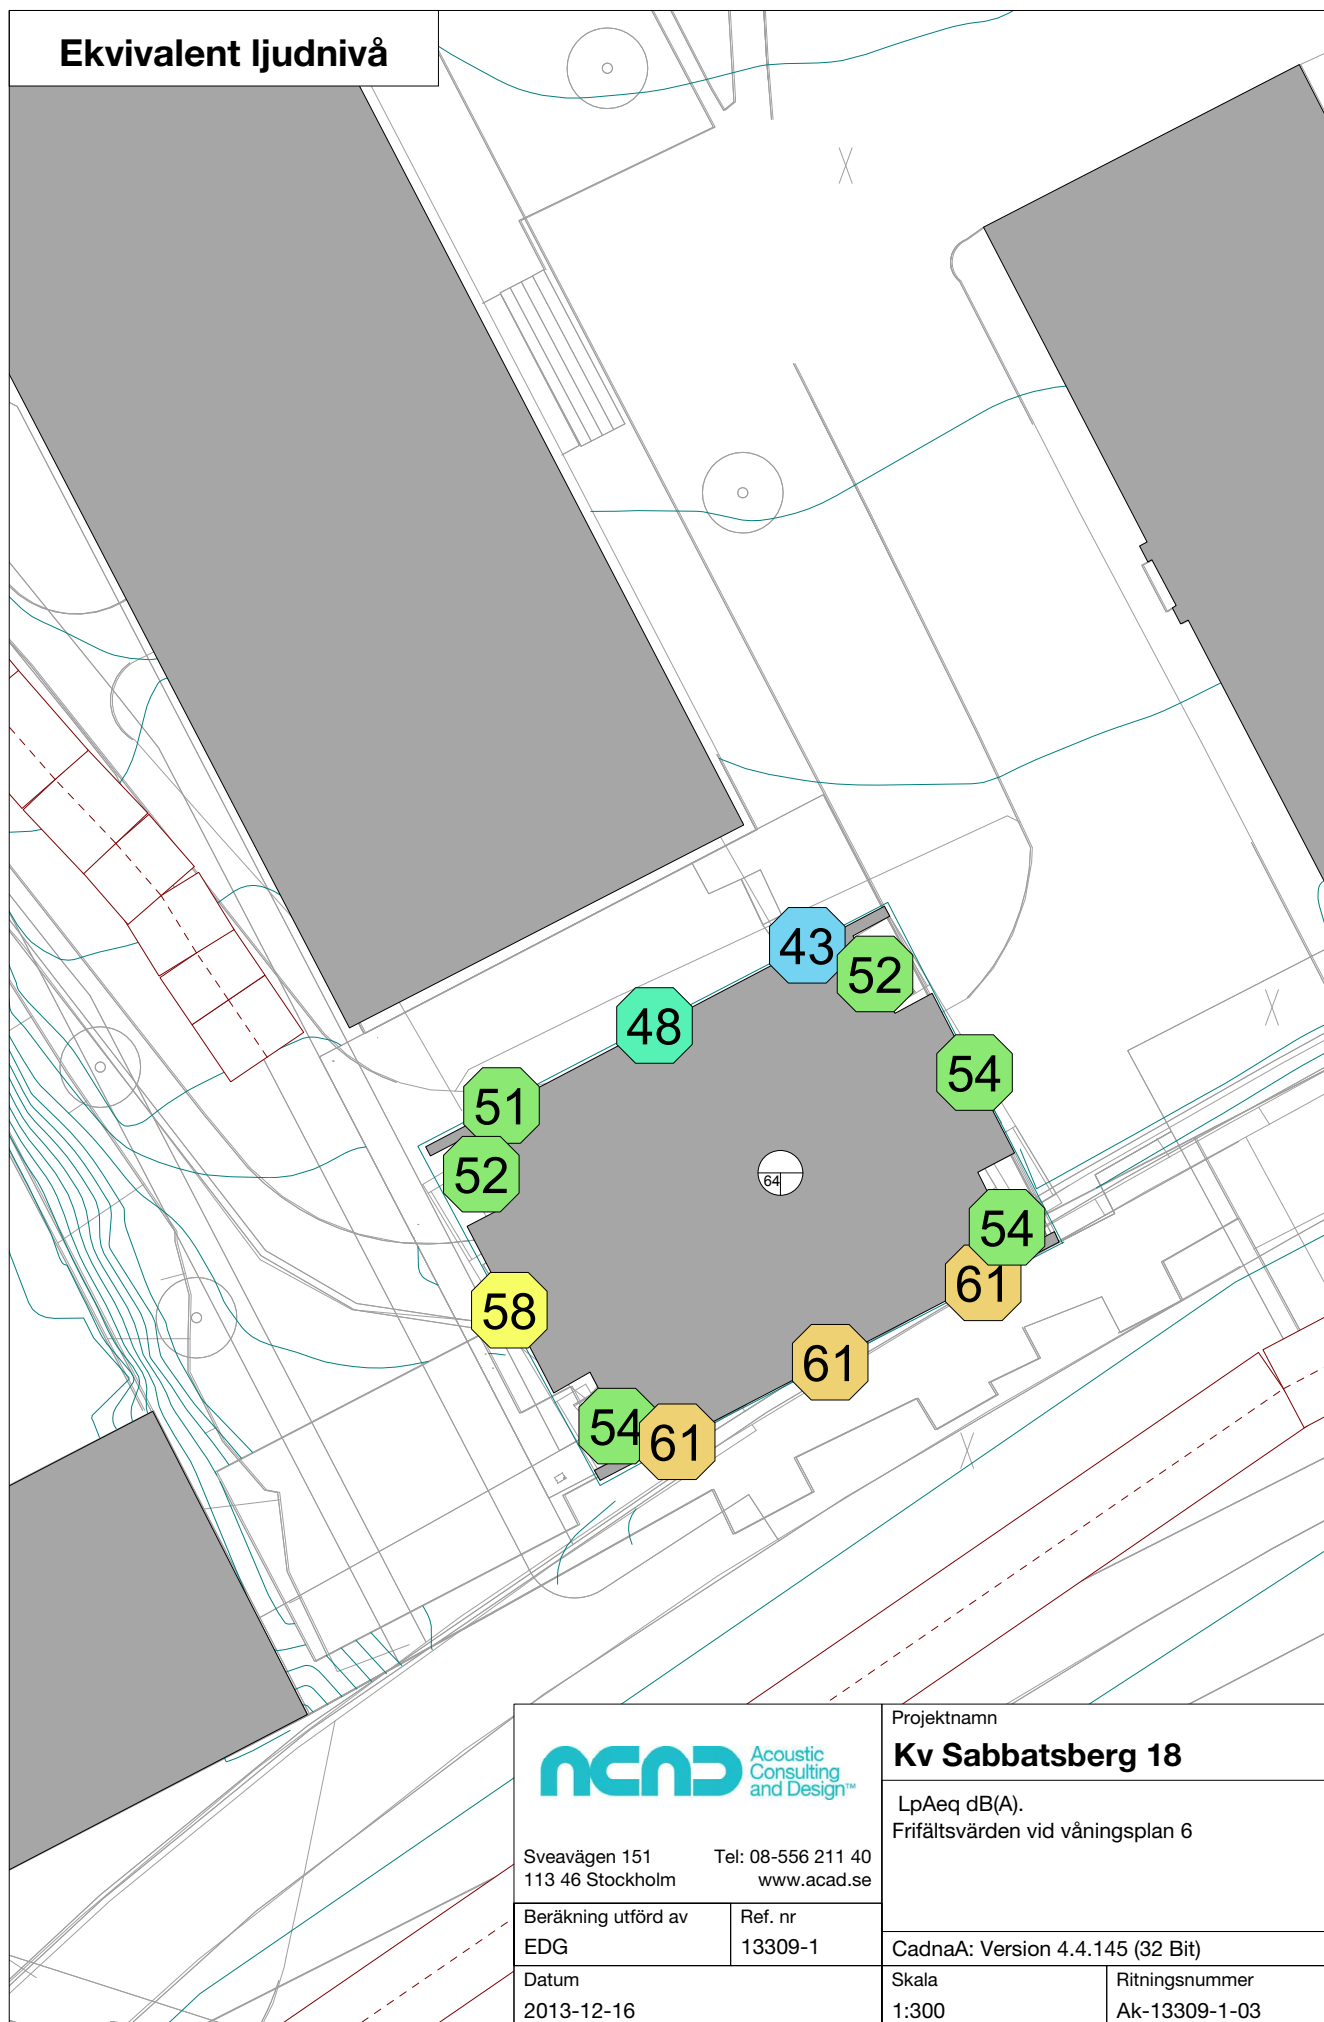 Ekvivalent ljudnivå
43
52
48
54
51
52
64
54
61
58
61
54
61
acad
Acoustic
Consulting
and Design™
Sveavägen 151
113 46 Stockholm
Tel: 08-556 211 40
www.acad.se
Projektnamn
Kv Sabbatsberg 18
LpAeq dB(A).
Frifältsvärden vid våningsplan 6
Beräkning utförd av
EDG
Ref. nr
13309-1
CadnaA: Version 4.4.145 (32 Bit)
Datum
2013-12-16
Skala
1:300
Ritningsnummer
Ak-13309-1-03